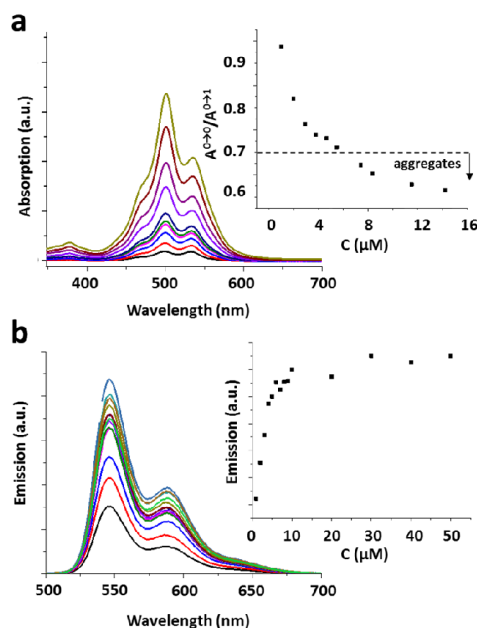 a
Absorption (a.u.)
400 500 600 700
Wavelength (nm)
A⁰→⁰/A⁰→¹
0.9
0.8
0.7
0.6
aggregates
0 4 8 12 16
C (μM)
b
Emission (a.u.)
500 550 600 650 700
Wavelength (nm)
Emission (a.u.)
0 10 20 30 40 50
C (μM)